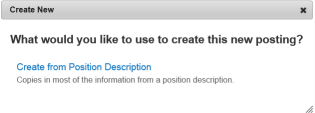 Create New
What would you like to use to create this new posting?
Create from Position Description
Copies in most of the information from a position description.